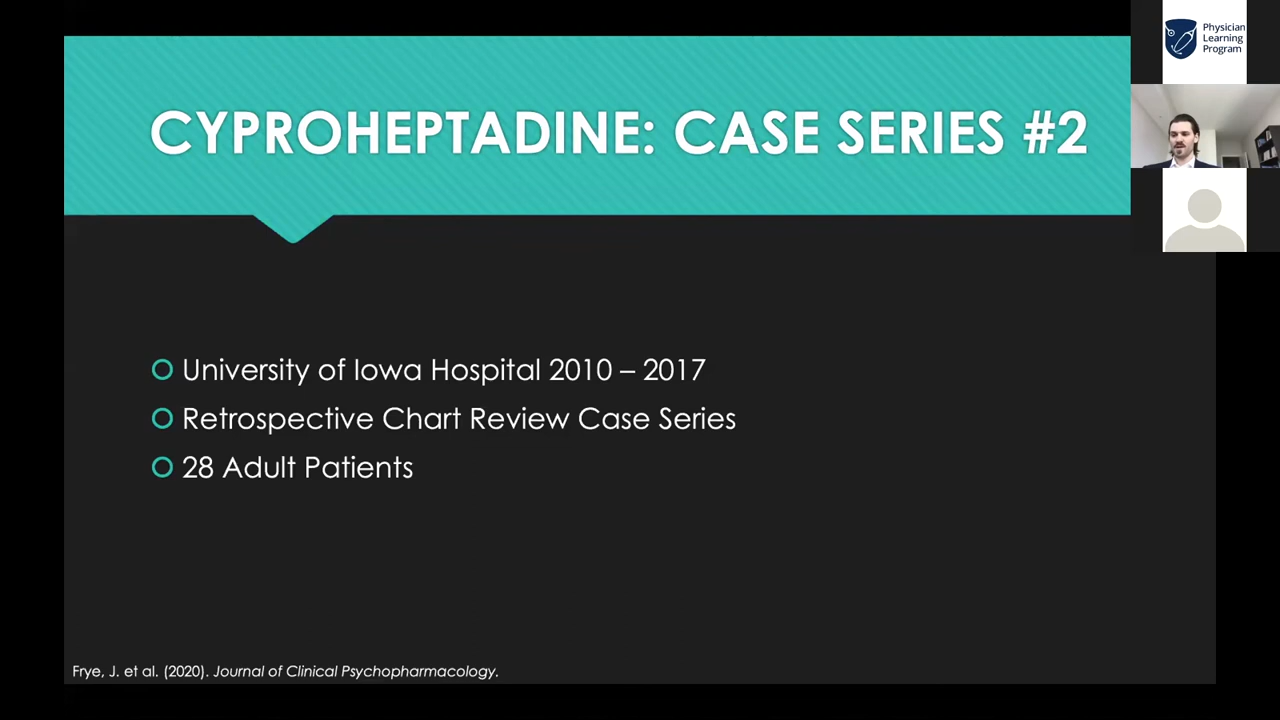 CYPROHEPTADINE: CASE SERIES #2
Physician
Learning
Program
University of Iowa Hospital 2010 – 2017
Retrospective Chart Review Case Series
28 Adult Patients
Frye, J. et al. (2020). Journal of Clinical Psychopharmacology.